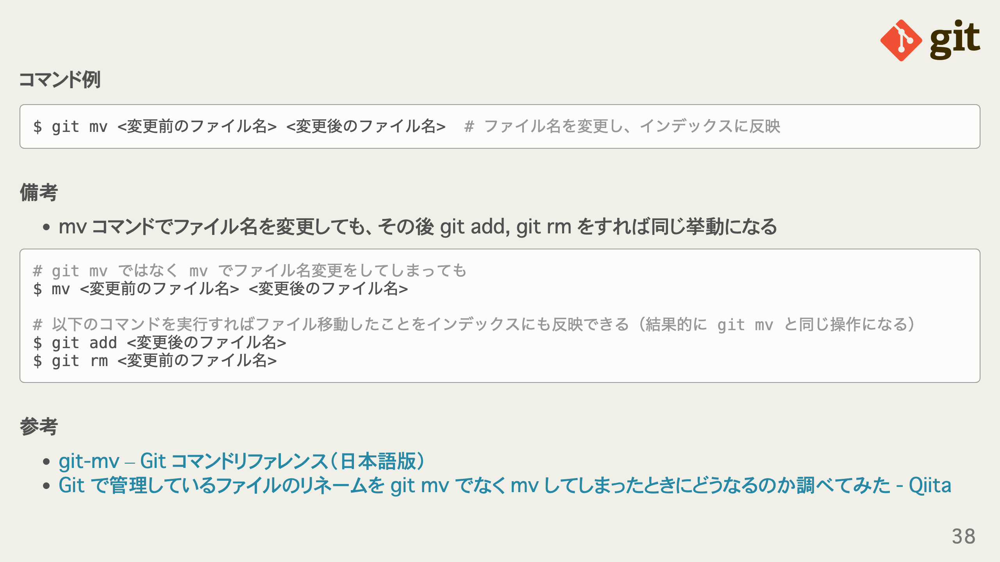 git
コマンド例
$ git mv <変更前のファイル名> <変更後のファイル名>  # ファイル名を変更し、インデックスに反映
備考
• mv コマンドでファイル名を変更しても、その後 git add, git rm をすれば同じ挙動になる
# git mv ではなく mv でファイル名変更をしてしまっても
$ mv <変更前のファイル名> <変更後のファイル名>
# 以下のコマンドを実行すればファイル移動したことをインデックスにも反映できる（結果的に git mv と同じ操作になる）
$ git add <変更後のファイル名>
$ git rm <変更前のファイル名>
参考
• git-mv – Git コマンドリファレンス（日本語版）
• Git で管理しているファイルのリネームを git mv でなく mv してしまったときにどうなるのか調べてみた - Qiita
38